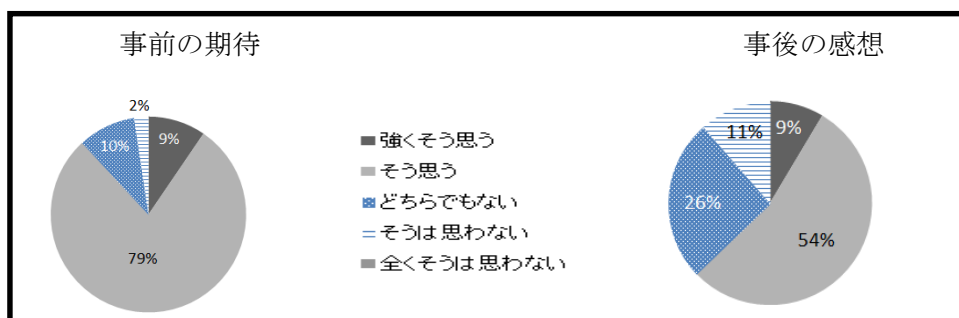 事前の期待
事後の感想
2%
9%
10%
79%
強くそう思う
そう思う
どちらでもない
そうは思わない
全くそうは思わない
11%
9%
26%
54%